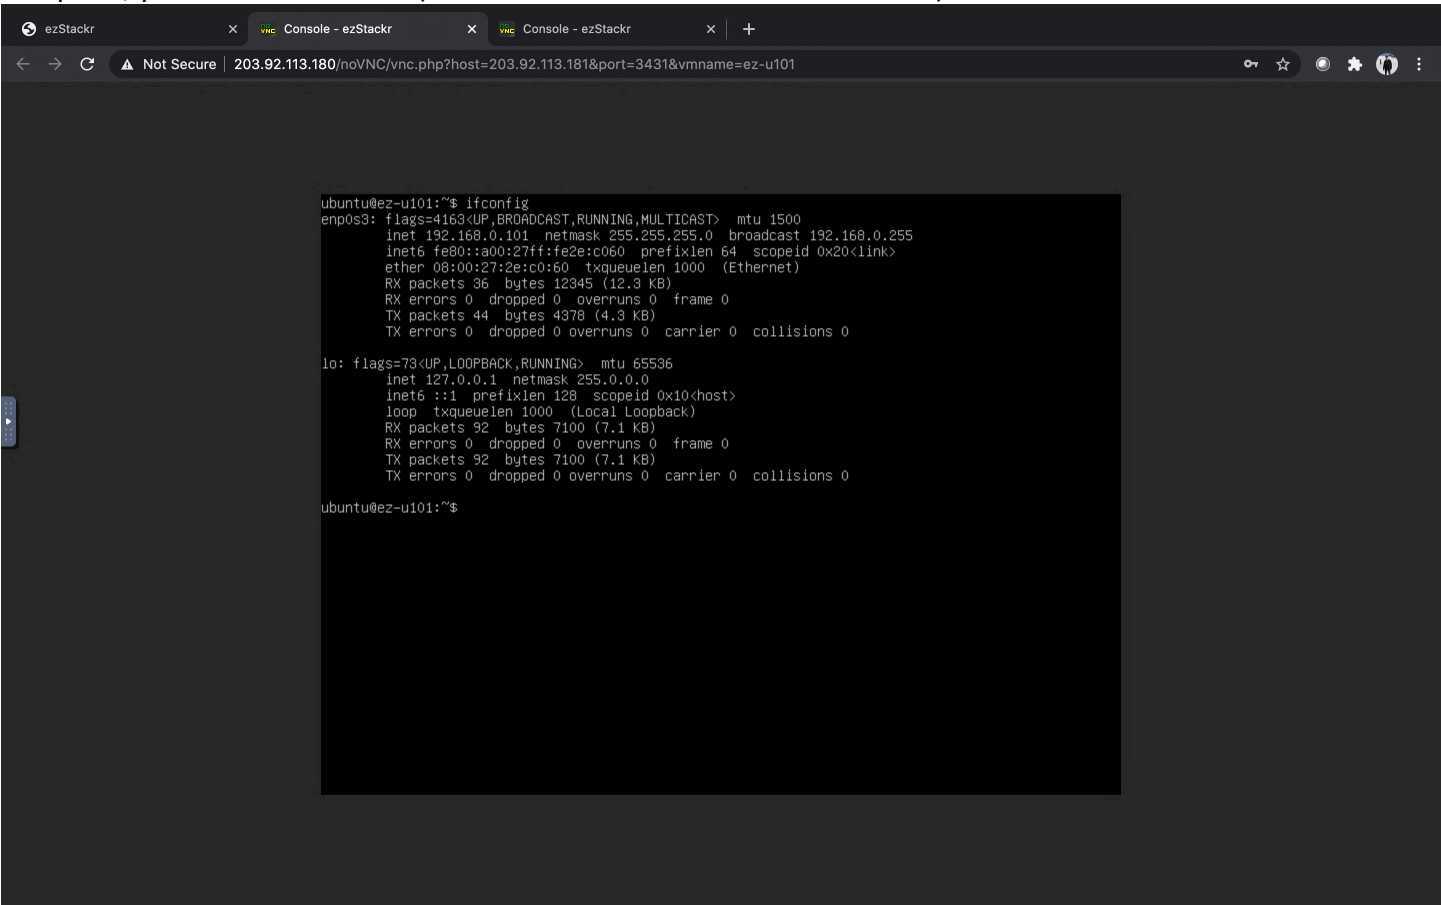 ezStackr
Console - ezStackr
Console - ezStackr
Not Secure | 203.92.113.180/noVNC/vnc.php?host=203.92.113.181&port=3431&vmname=ez-u101
ubuntu@ez-u101:~$ ifconfig
enp0s3: flags=4163<UP,BROADCAST,RUNNING,MULTICAST>  mtu 1500
        inet 192.168.0.101  netmask 255.255.255.0  broadcast 192.168.0.255
        inet6 fe80::a00:27ff:fe2e:c060  prefixlen 64  scopeid 0x20<link>
        ether 08:00:27:2e:c0:60  txqueuelen 1000  (Ethernet)
        RX packets 36  bytes 12345 (12.3 KB)
        RX errors 0  dropped 0  overruns 0  frame 0
        TX packets 44  bytes 4378 (4.3 KB)
        TX errors 0  dropped 0 overruns 0  carrier 0  collisions 0
lo: flags=73<UP,LOOPBACK,RUNNING>  mtu 65536
        inet 127.0.0.1  netmask 255.0.0.0
        inet6 ::1  prefixlen 128  scopeid 0x10<host>
        loop  txqueuelen 1000  (Local Loopback)
        RX packets 92  bytes 7100 (7.1 KB)
        RX errors 0  dropped 0  overruns 0  frame 0
        TX packets 92  bytes 7100 (7.1 KB)
        TX errors 0  dropped 0 overruns 0  carrier 0  collisions 0
ubuntu@ez-u101:~$